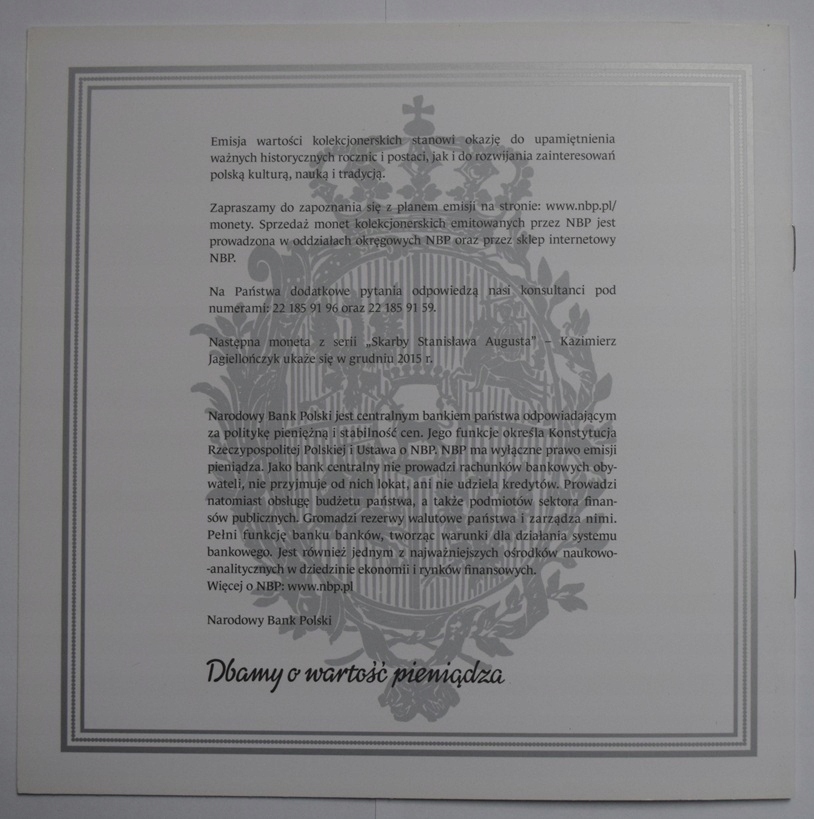 Emisja wartości kolekcjonerskich stanowi okazję do upamiętnienia
ważnych historycznych rocznic i postaci, jak i do rozwijania zainteresowań
polską kulturą, nauką i tradycją.
Zapraszamy do zapoznania się z planem emisji na stronie: www.nbp.pl/
monety. Sprzedaż monet kolekcjonerskich emitowanych przez NBP jest
prowadzona w oddziałach okręgowych NBP oraz przez sklep internetowy
NBP.
Na Państwa dodatkowe pytania odpowiedzą nasi konsultanci pod
numerami: 22 185 91 96 oraz 22 185 91 59.
Następna moneta z serii „Skarby Stanisława Augusta” – Kazimierz
Jagiellończyk ukaże się w grudniu 2015 r.
Narodowy Bank Polski jest centralnym bankiem państwa odpowiadającym
za politykę pieniężną i stabilność cen. Jego funkcje określa Konstytucja
Rzeczypospolitej Polskiej i Ustawa o NBP. NBP ma wyłączne prawo emisji
pieniądza. Jako bank centralny nie prowadzi rachunków bankowych oby-
wateli, nie przyjmuje od nich lokat, ani nie udziela kredytów. Prowadzi
natomiast obsługę budżetu państwa, a także podmiotów sektora finan-
sów publicznych. Gromadzi rezerwy walutowe państwa i zarządza nimi.
Pełni funkcję banku banków, tworząc warunki dla działania systemu
bankowego. Jest również jednym z najważniejszych ośrodków naukowo-
-analitycznych w dziedzinie ekonomii i rynków finansowych.
Więcej o NBP: www.nbp.pl
Narodowy Bank Polski
Dbamy o wartość pieniądza